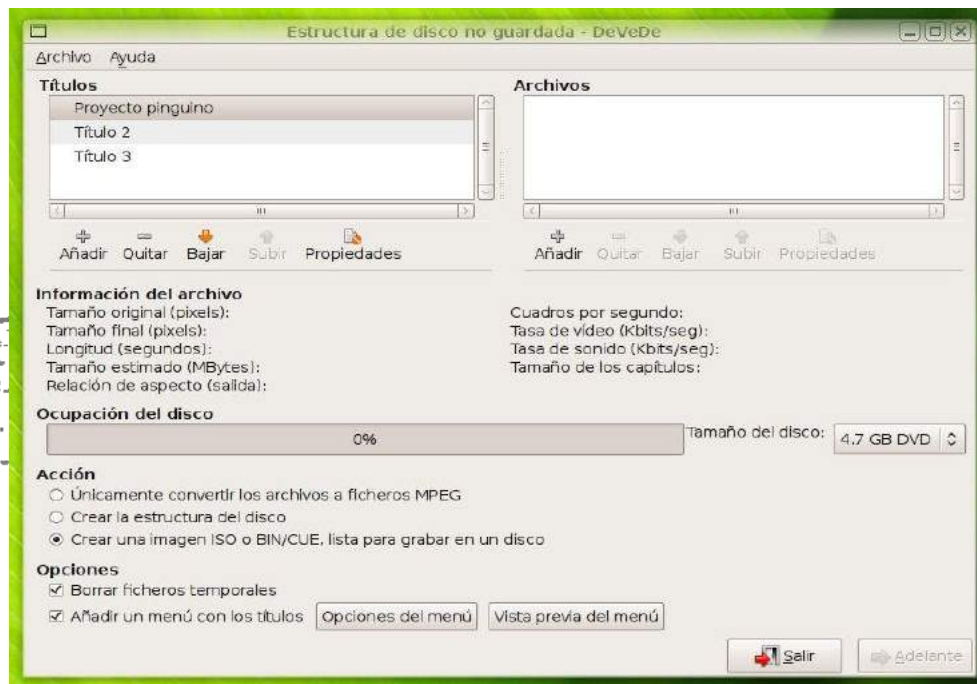 Estructura de disco no guardada - DeVeDe
Archivo Ayuda
Títulos
Proyecto pinguino
Título 2
Título 3
Añadir Quitar Bajar Subir Propiedades
Archivos
Añadir Quitar Bajar Subir Propiedades
Información del archivo
Tamaño original (pixels):
Tamaño final (pixels):
Longitud (segundos):
Tamaño estimado (MBytes):
Relación de aspecto (salida):
Cuadros por segundo:
Tasa de vídeo (Kbits/seg):
Tasa de sonido (Kbits/seg):
Tamaño de los capítulos:
Ocupación del disco
0%
Tamaño del disco: 4.7 GB DVD
Acción
Únicamente convertir los archivos a ficheros MPEG
Crear la estructura del disco
Crear una imagen ISO o BIN/CUE, lista para grabar en un disco
Opciones
Borrar ficheros temporales
Añadir un menú con los títulos Opciones del menú Vista previa del menú
Salir Adelante